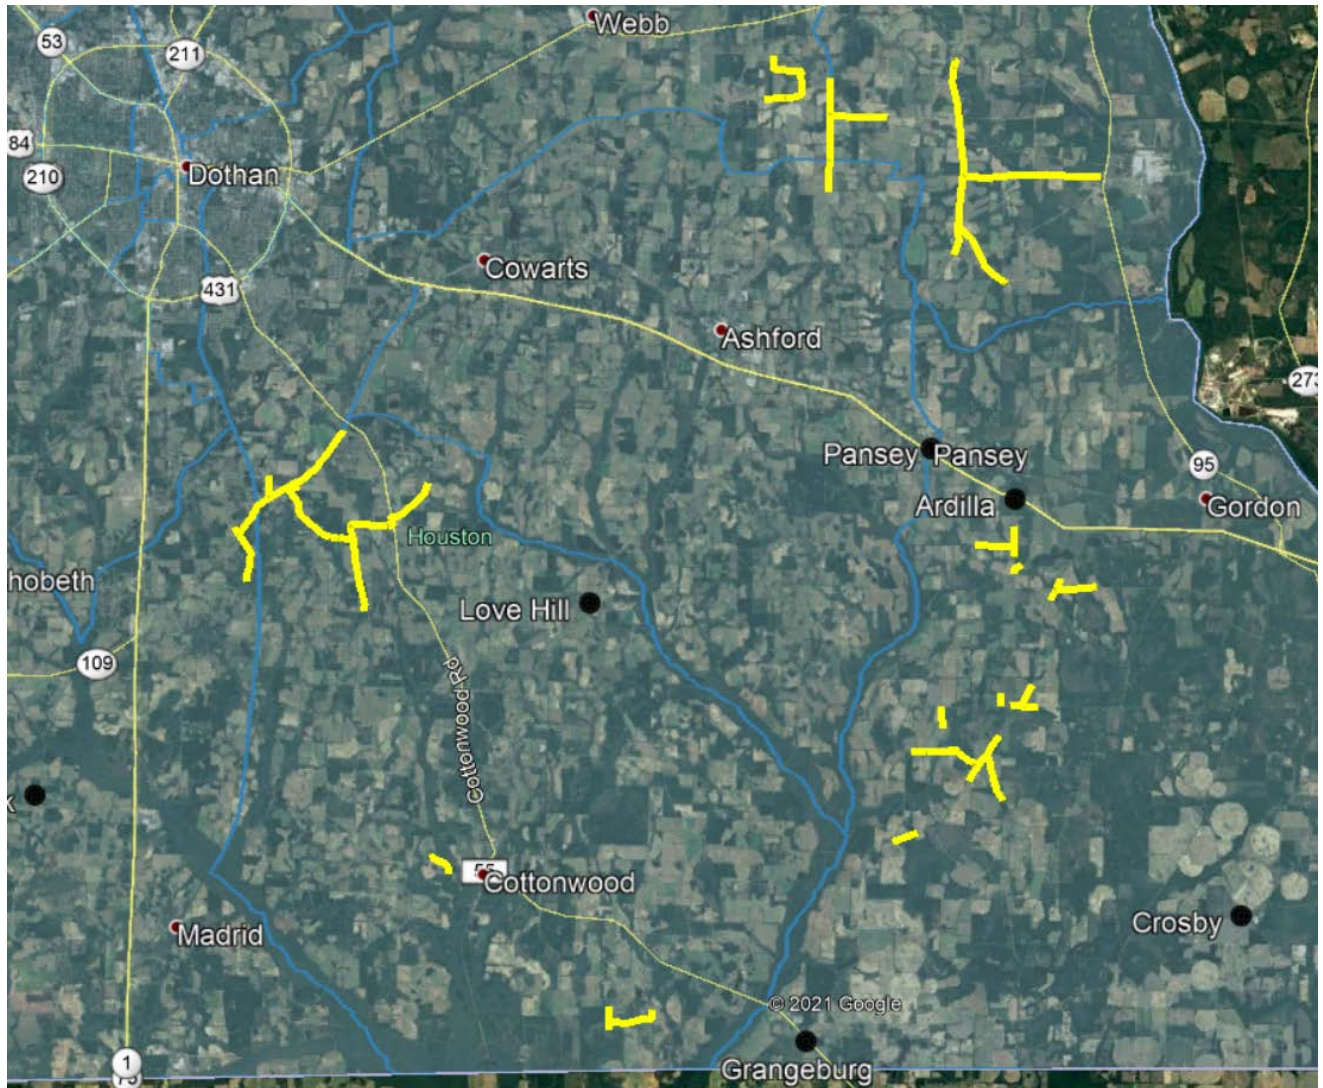 Webb
53
211
84
Dothan
210
Cowarts
431
Ashford
273
Pansey Pansey
95
Ardilla
Gordon
Houston
hobeth
Love Hill
109
Cottonwood Rd
k
55
Cottonwood
Crosby
Madrid
© 2021 Google
Grangeburg
1